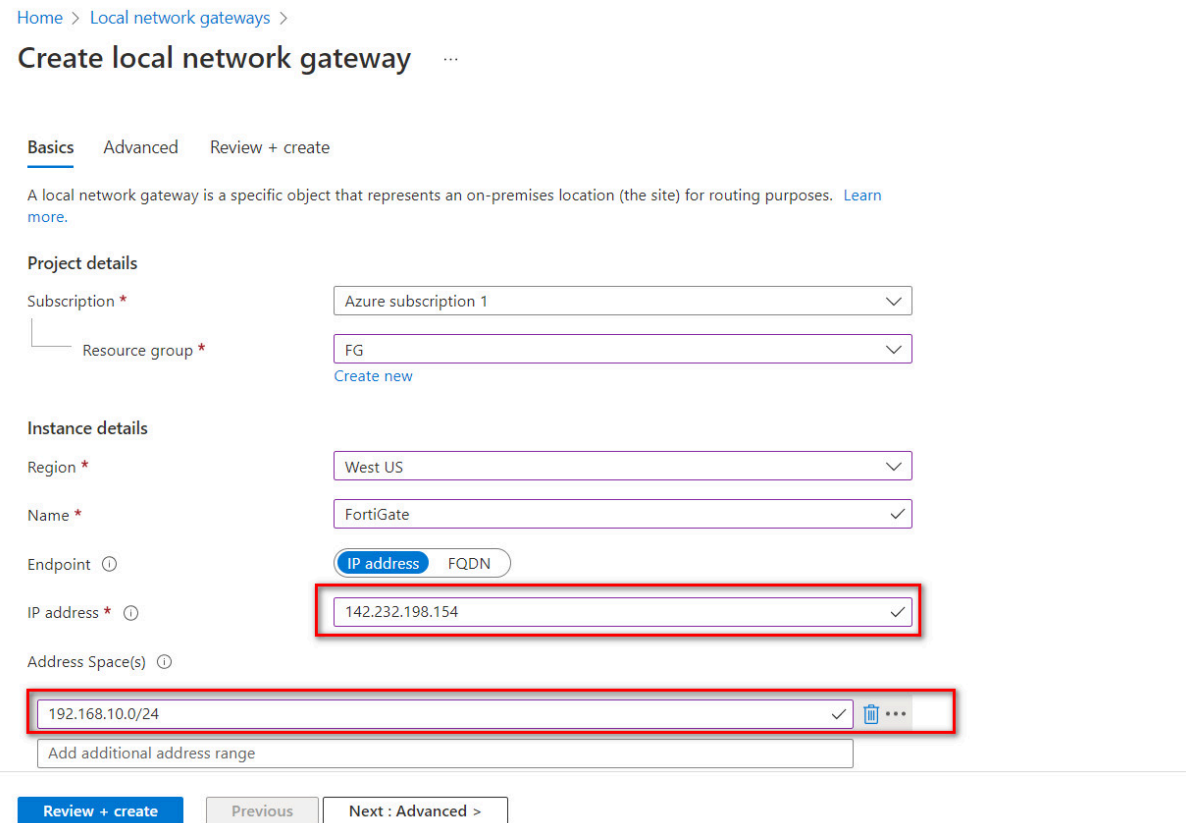 Home > Local network gateways >
Create local network gateway ...
Basics Advanced Review + create
A local network gateway is a specific object that represents an on-premises location (the site) for routing purposes. Learn
more.
Project details
Subscription * Azure subscription 1
Resource group * FG
Create new
Instance details
Region * West US
Name * FortiGate
Endpoint IP address FQDN
IP address * 142.232.198.154
Address Space(s)
192.168.10.0/24
Add additional address range
Review + create Previous Next : Advanced >